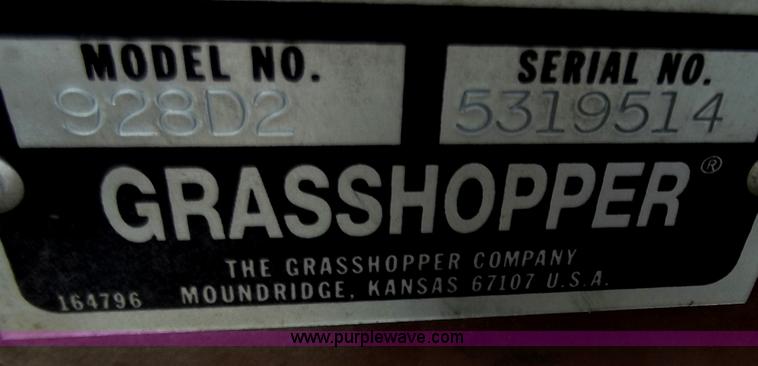 MODEL NO. SERIAL NO.
928D2 5319514
GRASSHOPPER®
THE GRASSHOPPER COMPANY
164796 MOUNDRIDGE, KANSAS 67107 U.S.A.
www.purplewave.com